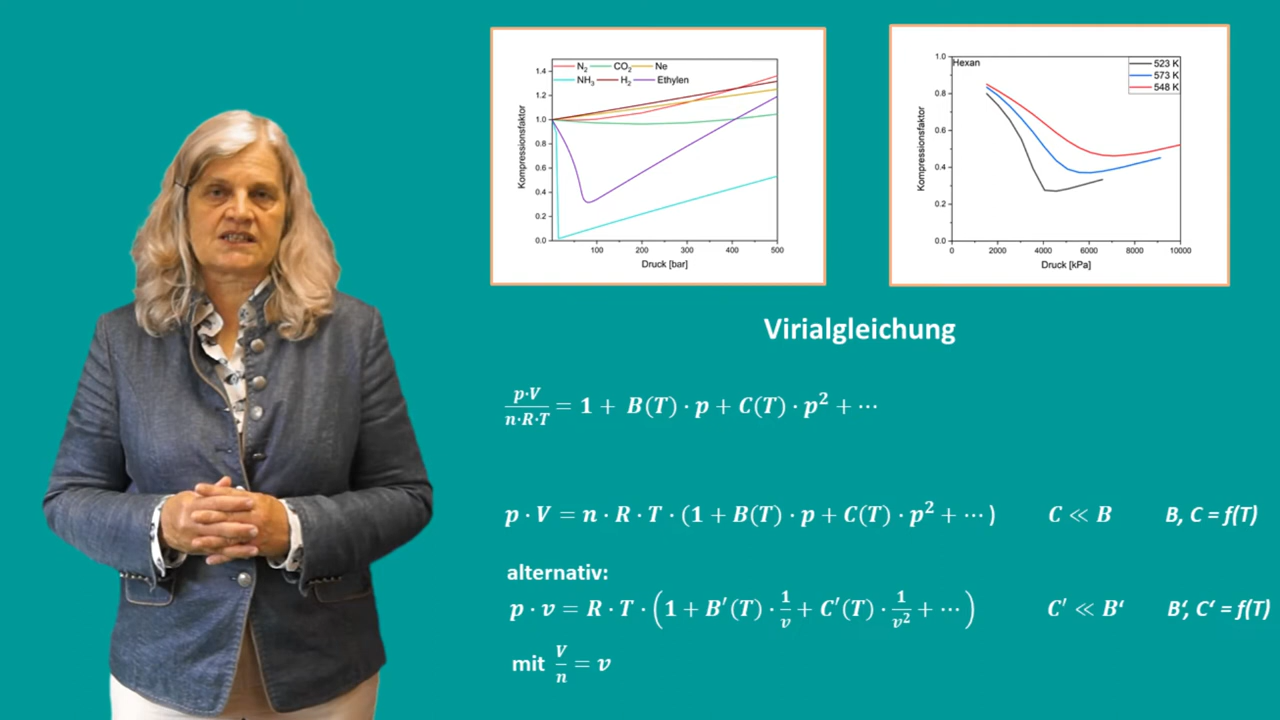 N₂ CO₂ Ne
NH₃ H₂ Ethylen
Kompressionsfaktor
1.4
1.2
1.0
0.8
0.6
0.4
0.2
0.0
100 200 300 400 500
Druck [bar]
Hexan
523 K
573 K
548 K
Kompressionsfaktor
1.0
0.8
0.6
0.4
0.2
0.0
0 2000 4000 6000 8000 10000
Druck [kPa]
Virialgleichung
p·V / n·R·T = 1 + B(T) · p + C(T) · p² + ⋯
p · V = n · R · T · (1 + B(T) · p + C(T) · p² + ⋯ ) C ≪ B B, C = f(T)
alternativ:
p · v = R · T · (1 + B′(T) · 1/v + C′(T) · 1/v² + ⋯ ) C′ ≪ B‘ B‘, C‘ = f(T)
mit V/n = v